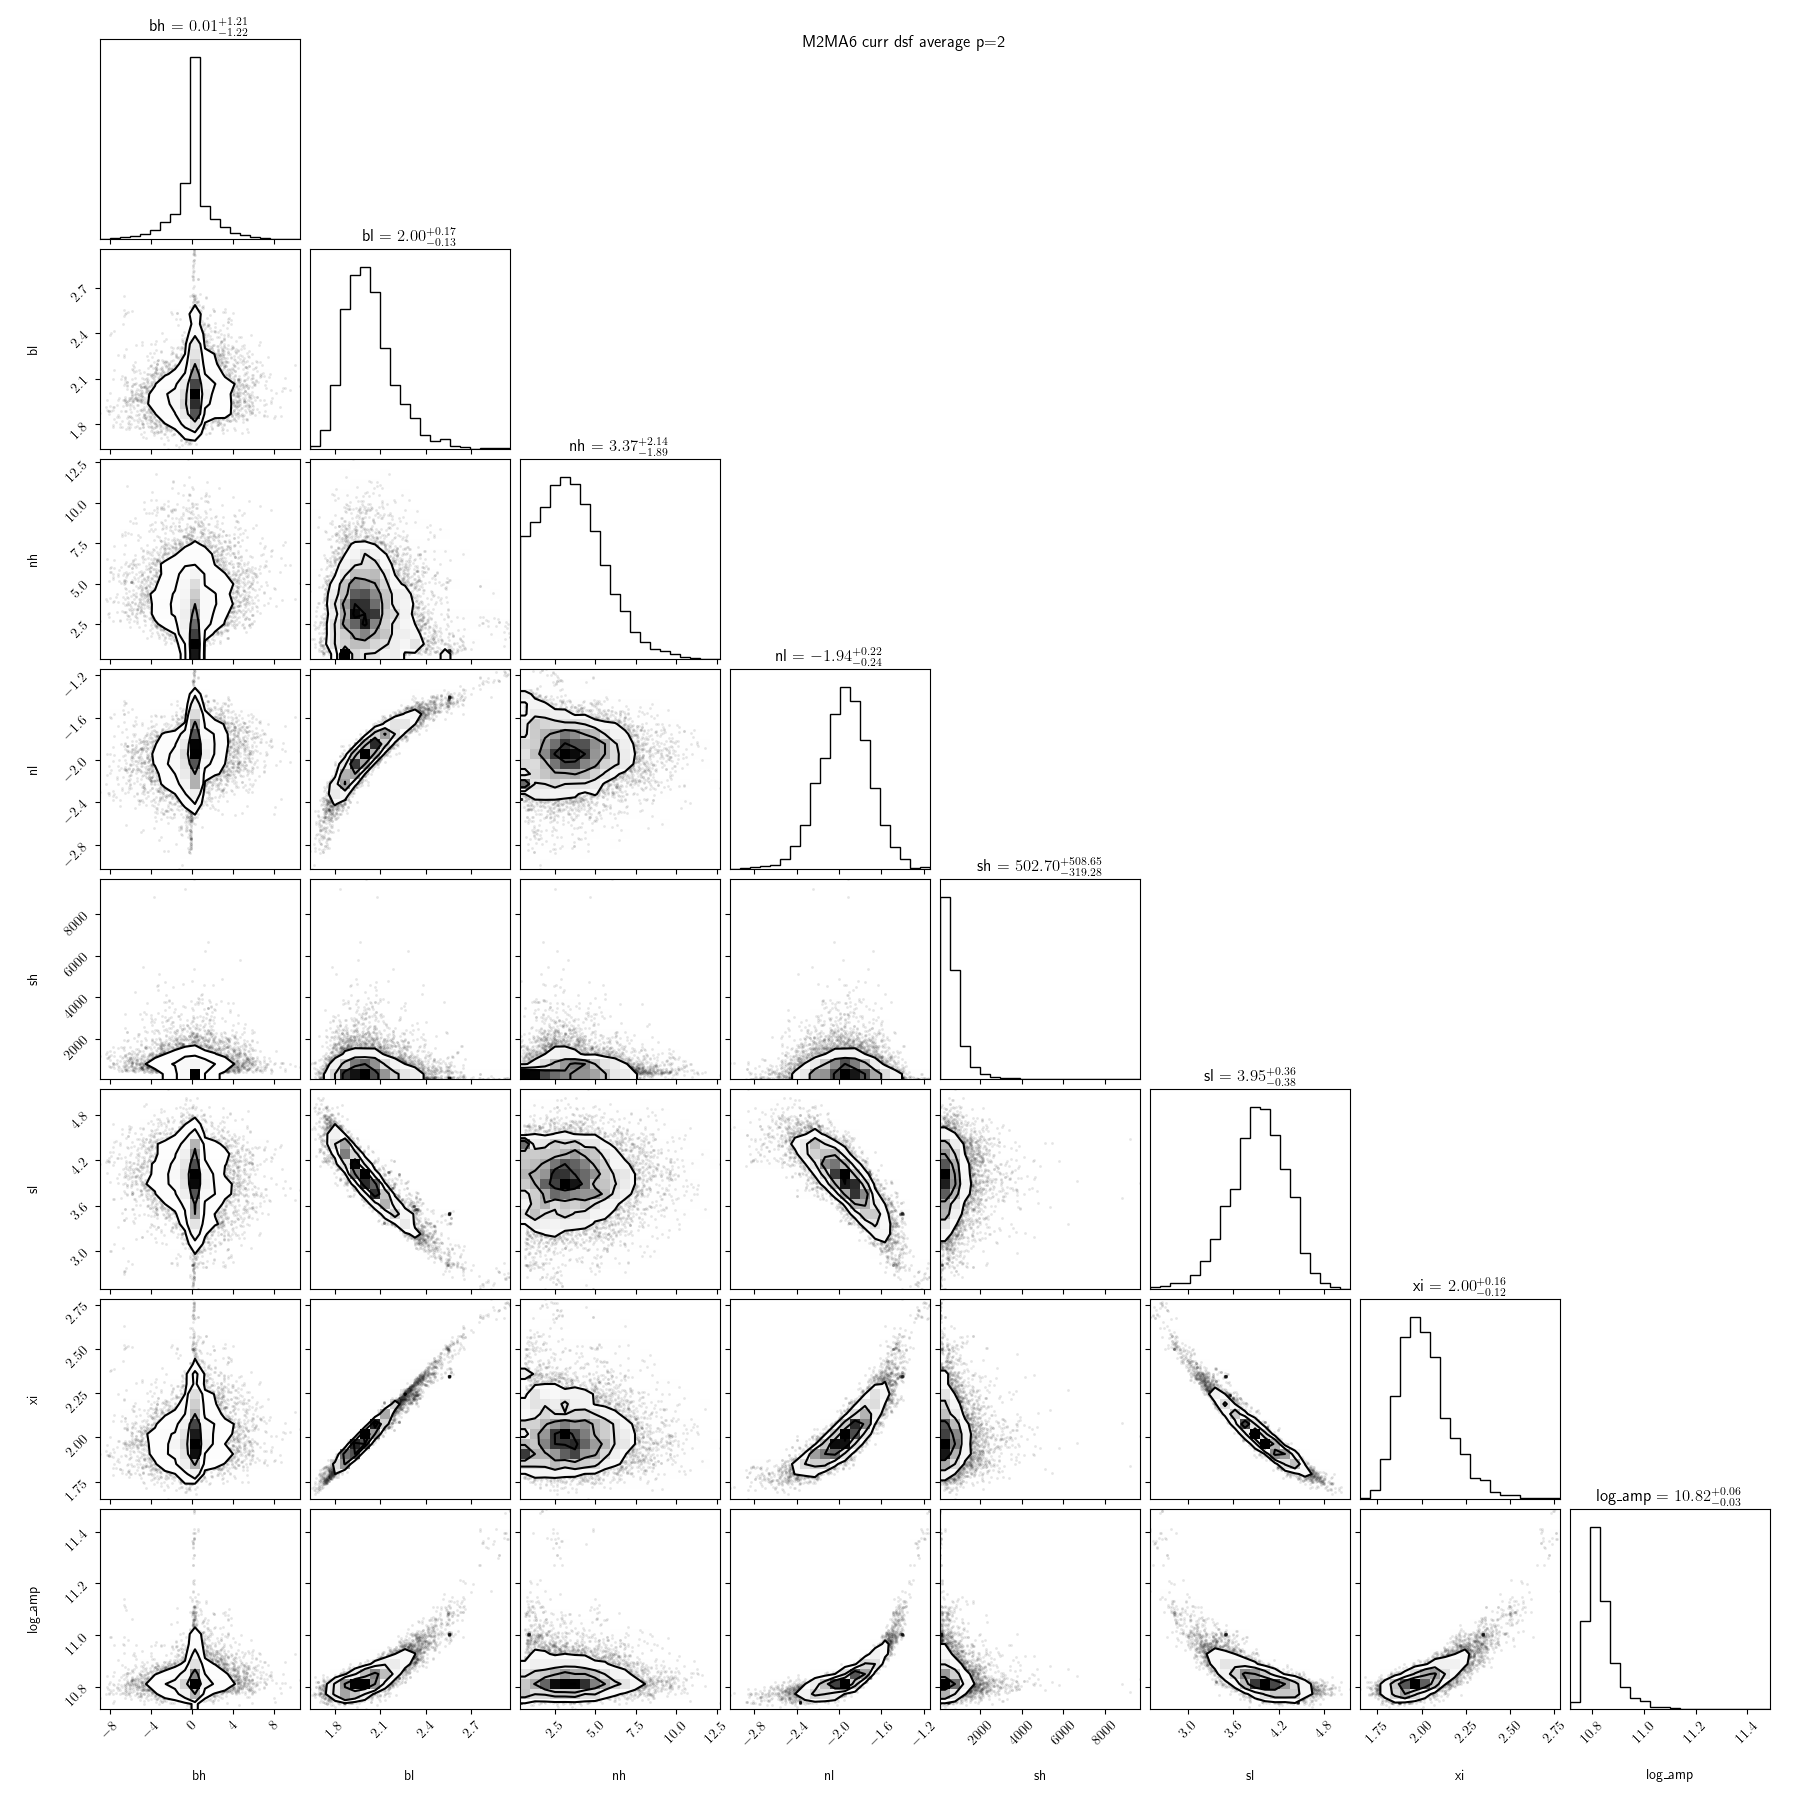 bh = 0.01+1.21−1.22
M2MA6 curr dsf average p=2
bl = 2.00+0.17−0.13
2.7
2.4
2.1
1.8
bl
nh = 3.37+2.14−1.89
12.5
10.0
7.5
5.0
2.5
nh
nl = −1.94+0.22−0.24
−1.2
−1.6
−2.0
−2.4
−2.8
nl
sh = 502.70+508.65−319.28
8000
6000
4000
2000
sh
sl = 3.95+0.36−0.38
4.8
4.2
3.6
3.0
sl
xi = 2.00+0.16−0.12
2.75
2.50
2.25
2.00
1.75
xi
log_amp = 10.82+0.06−0.03
11.4
11.2
11.0
10.8
log_amp
−8 −4 0 4 8 1.8 2.1 2.4 2.7 2.5 5.0 7.5 10.0 12.5 −2.8 −2.4 −2.0 −1.6 −1.2 2000 4000 6000 8000 3.0 3.6 4.2 4.8 1.75 2.00 2.25 2.50 2.75 10.8 11.0 11.2 11.4
bh bl nh nl sh sl xi log_amp